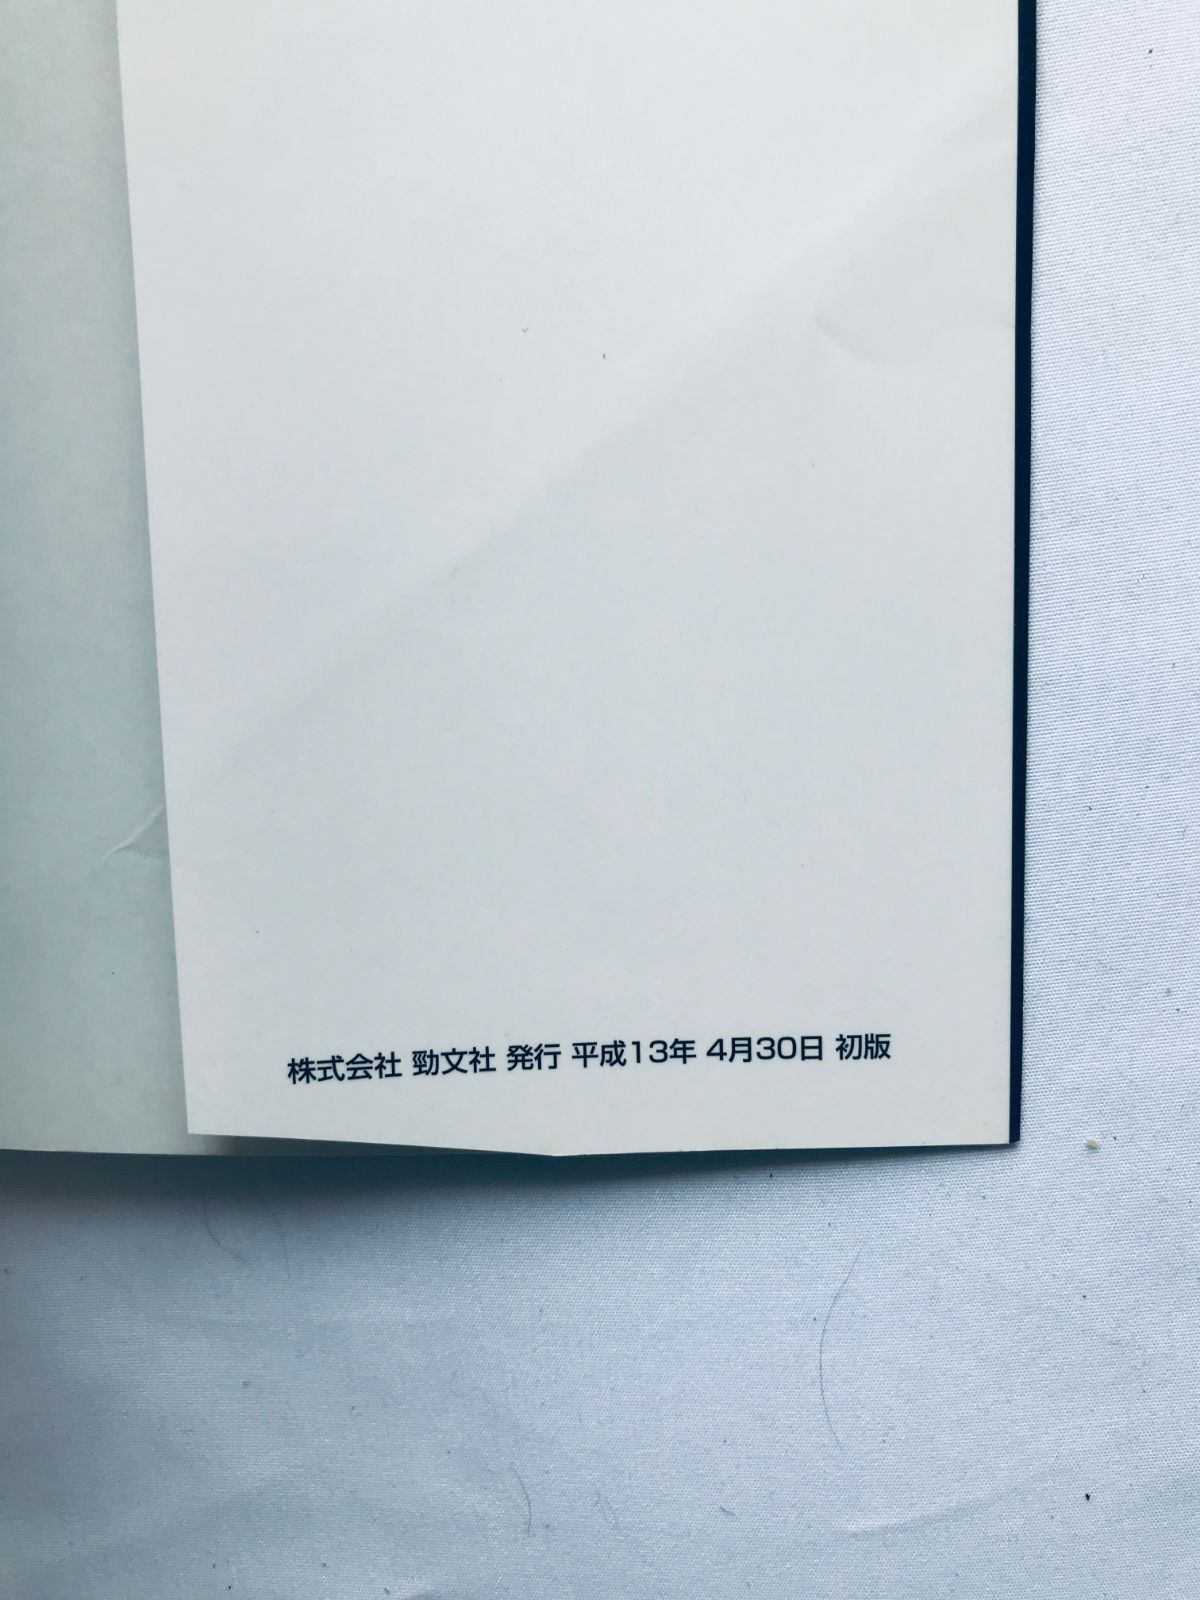 株式会社 勁文社 発行 平成13年 4月30日 初版